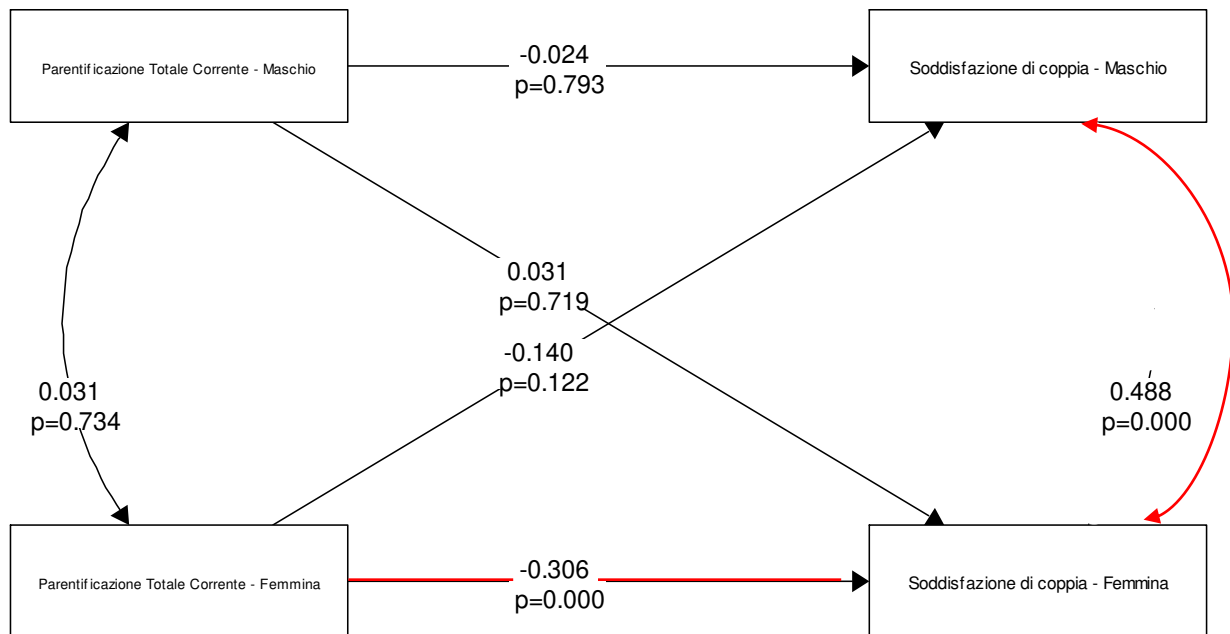 -0.024
p=0.793
Parentificazione Totale Corrente - Maschio
Soddisfazione di coppia - Maschio
0.031
p=0.719
-0.140
p=0.122
0.031
p=0.734
0.488
p=0.000
-0.306
p=0.000
Parentificazione Totale Corrente - Femmina
Soddisfazione di coppia - Femmina